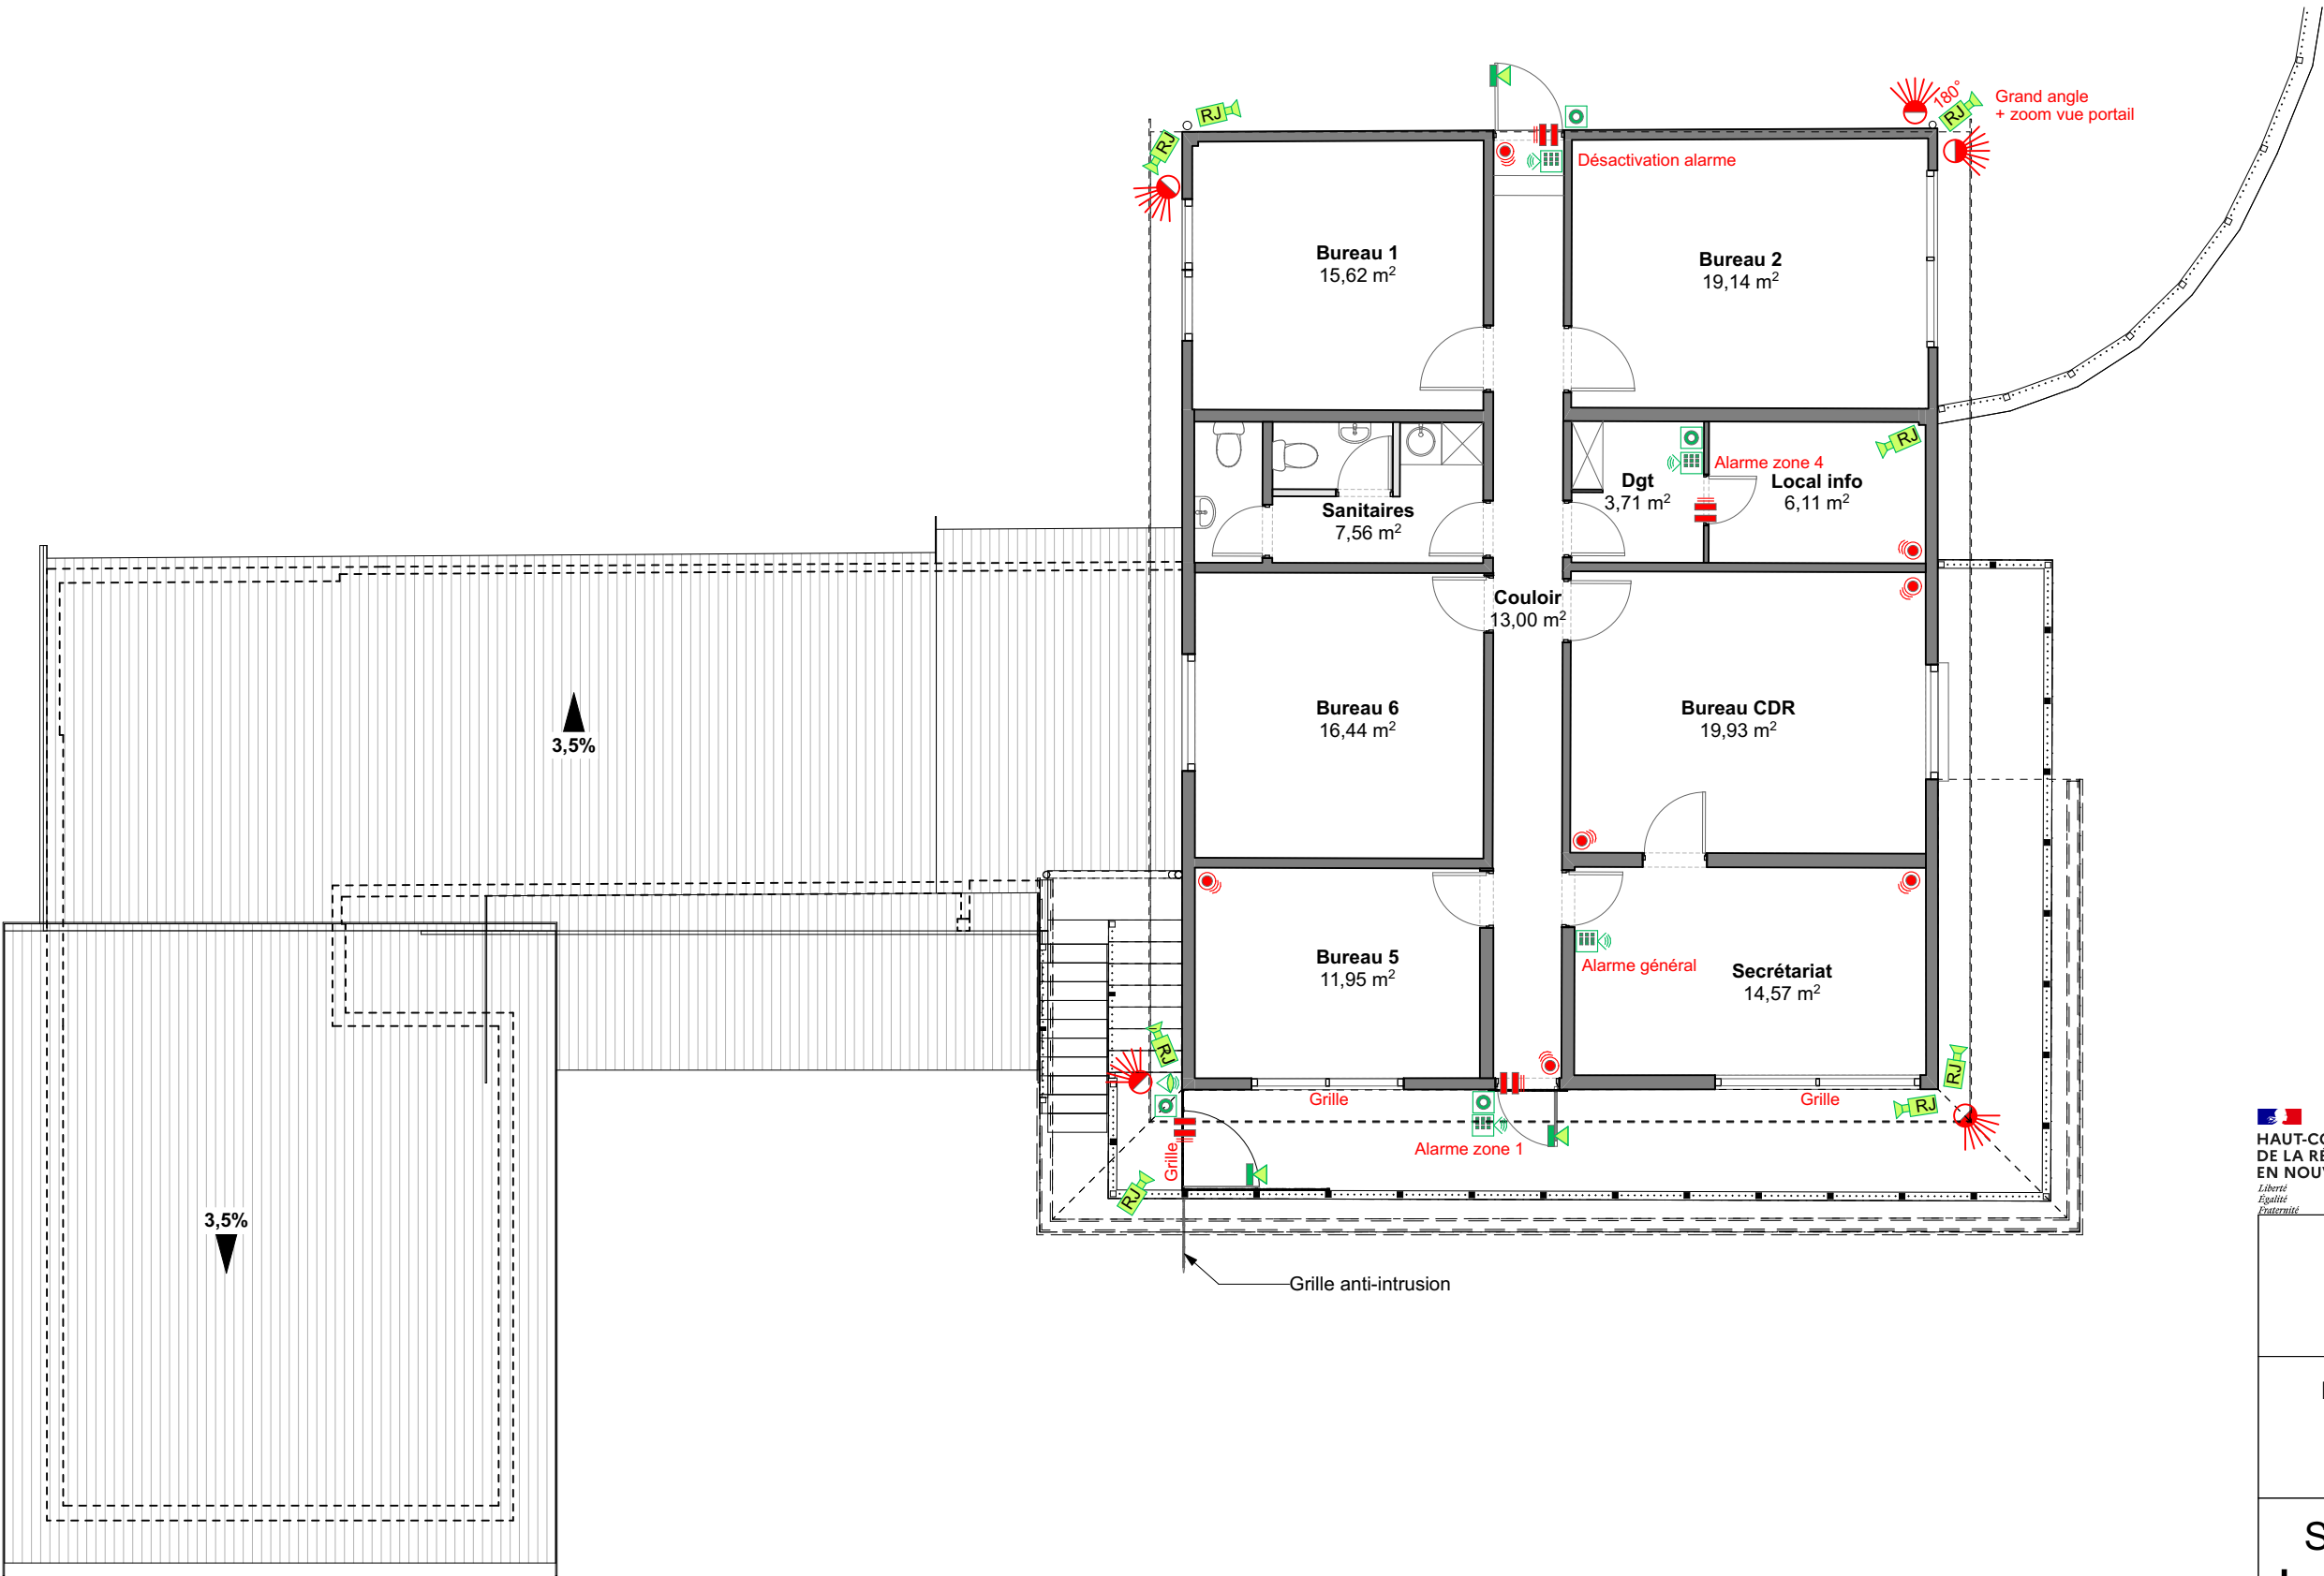 RJ
RJ
180°
RJ
Grand angle
+ zoom vue portail
Désactivation alarme
Bureau 1
15,62 m²
Bureau 2
19,14 m²
RJ
Alarme zone 4
Dgt
3,71 m²
Local info
6,11 m²
Sanitaires
7,56 m²
Couloir
13,00 m²
Bureau 6
16,44 m²
Bureau CDR
19,93 m²
3,5%
Bureau 5
11,95 m²
Alarme général
Secrétariat
14,57 m²
RJ
RJ
Grille
Grille
RJ
Alarme zone 1
Grille
RJ
3,5%
Grille anti-intrusion
HAUT-CO
DE LA RÉ
EN NOUV
Liberté
Égalité
Fraternité
S